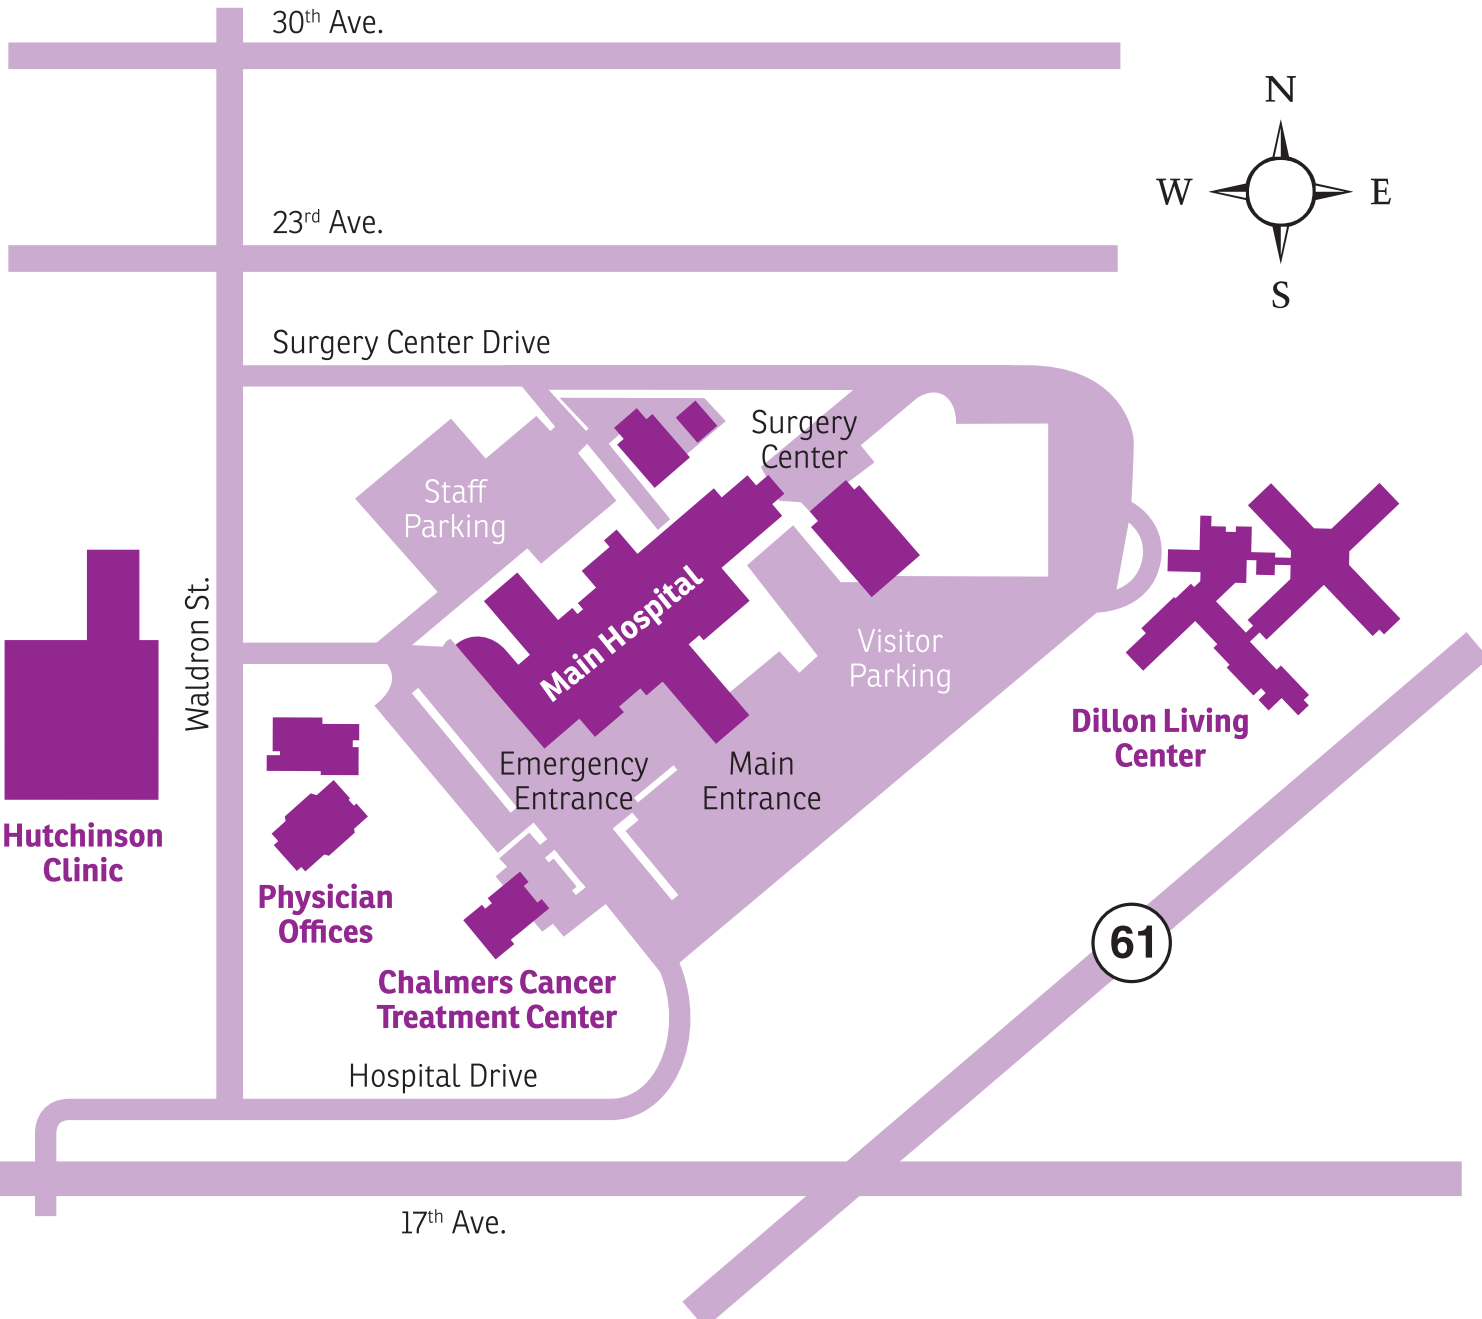 30th Ave.
N
W
E
S
23rd Ave.
Surgery Center Drive
Surgery
Center
Staff
Parking
Main Hospital
Waldron St.
Visitor
Parking
Dillon Living
Center
Emergency
Entrance
Main
Entrance
Hutchinson
Clinic
Physician
Offices
61
Chalmers Cancer
Treatment Center
Hospital Drive
17th Ave.